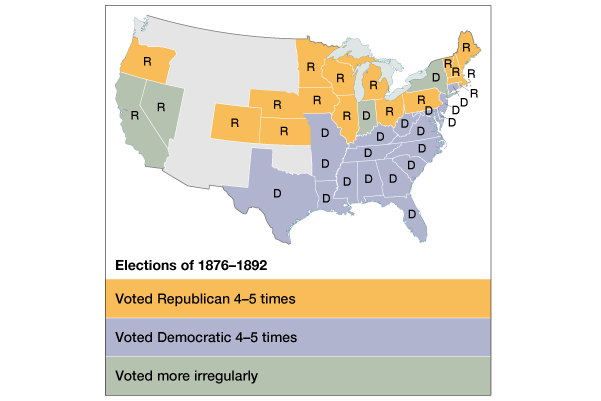 R
R
R
R
R
R
R
D
R
R
R
R
R
D
R
R
R
D
R
D
R
D
D
R
D
D
D
D
D
D
D
D
D
D
D
D
D
Elections of 1876–1892
Voted Republican 4–5 times
Voted Democratic 4–5 times
Voted more irregularly